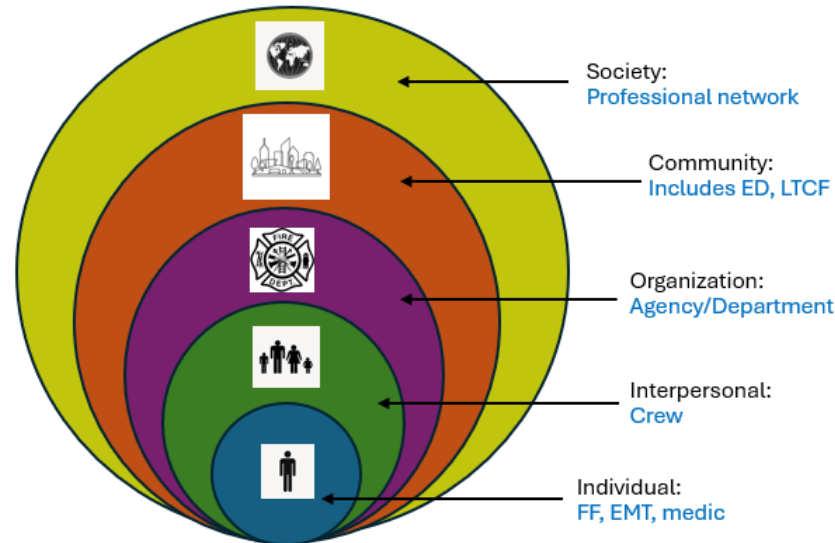 Society:
Professional network
Community:
Includes ED, LTCF
FIRE
DEPT.
Organization:
Agency/Department
Interpersonal:
Crew
Individual:
FF, EMT, medic